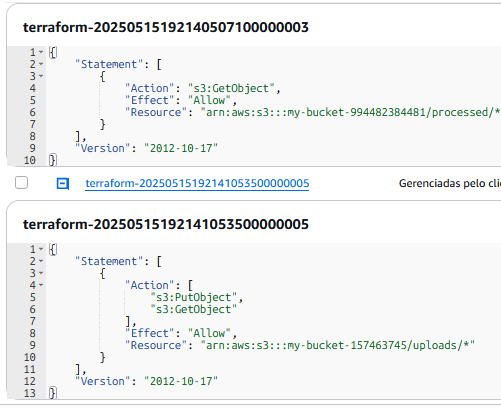 terraform-20250515192140507100000003
1 {
2 "Statement": [
3 {
4 "Action": "s3:GetObject",
5 "Effect": "Allow",
6 "Resource": "arn:aws:s3:::my-bucket-994482384481/processed/*"
7 }
8 ],
9 "Version": "2012-10-17"
10 }
terraform-20250515192141053500000005 Gerenciadas pelo cli
terraform-20250515192141053500000005
1 {
2 "Statement": [
3 {
4 "Action": [
5 "s3:PutObject",
6 "s3:GetObject"
7 ],
8 "Effect": "Allow",
9 "Resource": "arn:aws:s3:::my-bucket-157463745/uploads/*"
10 }
11 ],
12 "Version": "2012-10-17"
13 }